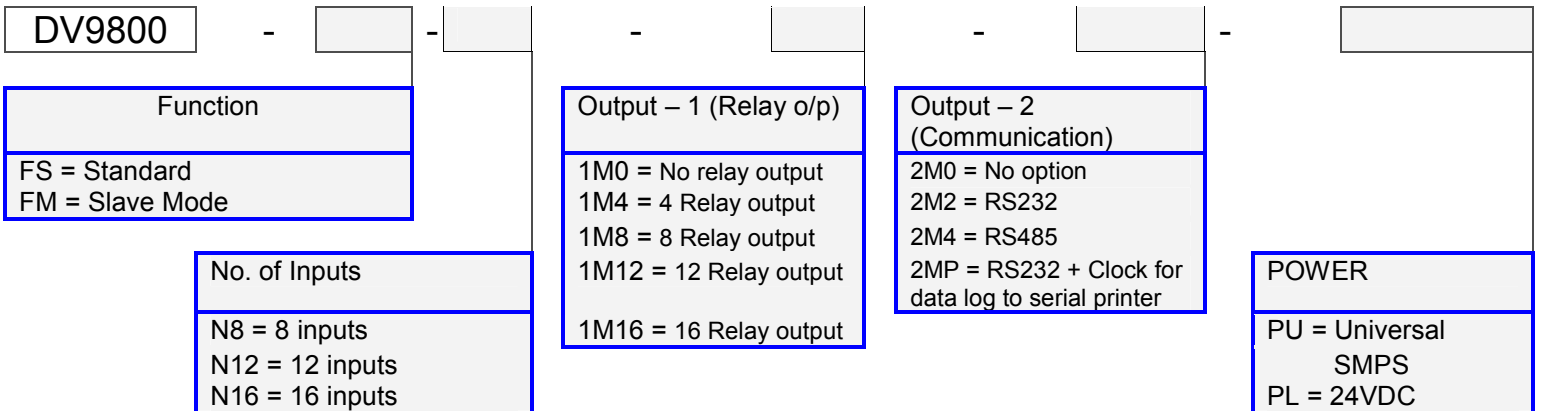 DV9800 - - - - -
Function
FS = Standard
FM = Slave Mode
No. of Inputs
N8 = 8 inputs
N12 = 12 inputs
N16 = 16 inputs
Output – 1 (Relay o/p)
1M0 = No relay output
1M4 = 4 Relay output
1M8 = 8 Relay output
1M12 = 12 Relay output
1M16 = 16 Relay output
Output – 2
(Communication)
2M0 = No option
2M2 = RS232
2M4 = RS485
2MP = RS232 + Clock for
data log to serial printer
POWER
PU = Universal
SMPS
PL = 24VDC